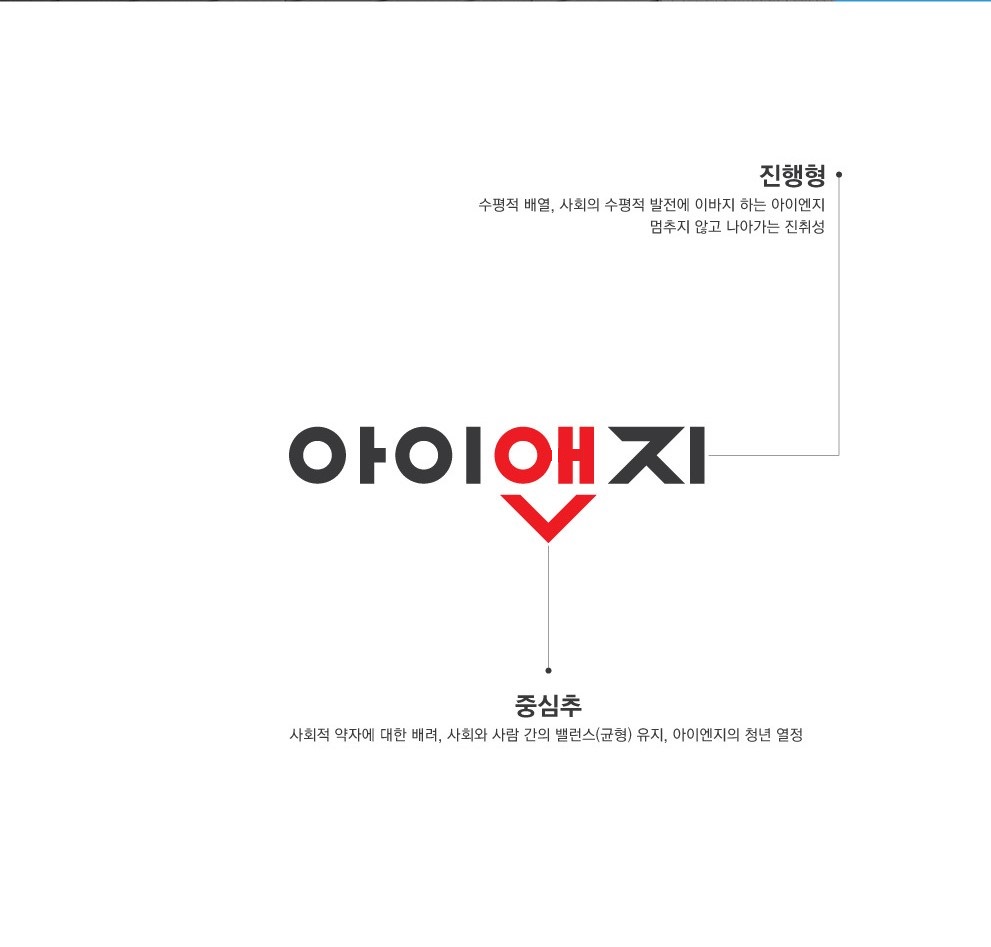 진행형
수평적 배열, 사회의 수평적 발전에 이바지 하는 아이엔지
멈추지 않고 나아가는 진취성
아이앤지
중심추
사회적 약자에 대한 배려, 사회와 사람 간의 밸런스(균형) 유지, 아이엔지의 청년 열정